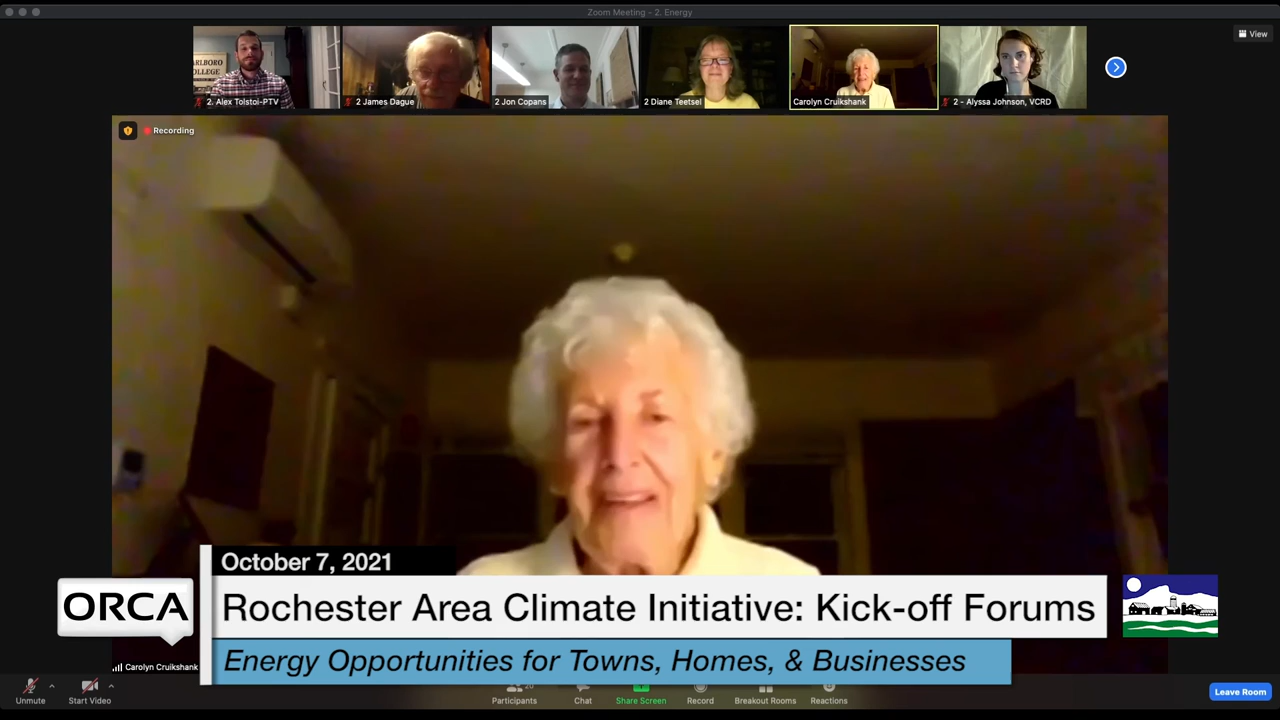 Zoom Meeting - 2. Energy
View
ARLBORO
COLLEGE
2. Alex Tolstoi-PTV
2 James Dague
2 Jon Copans
2 Diane Teetsel
Carolyn Cruikshank
2 - Alyssa Johnson, VCRD
Recording
October 7, 2021
ORCA
Rochester Area Climate Initiative: Kick-off Forums
Energy Opportunities for Towns, Homes, & Businesses
Carolyn Cruikshank
Unmute
Start Video
Participants
Chat
Share Screen
Record
Breakout Rooms
Reactions
Leave Room